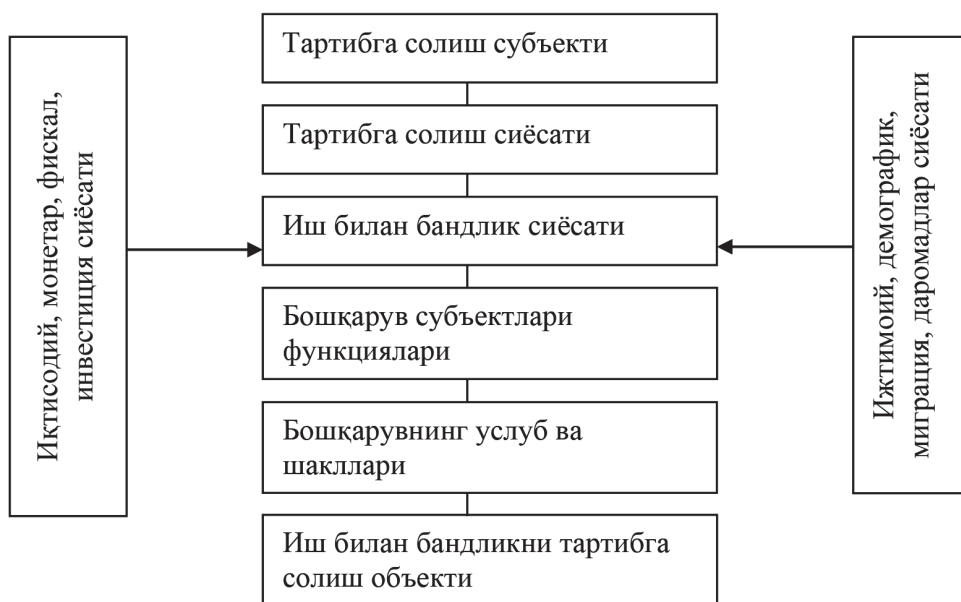 Иқтисодий, монетар, фискал,
инвестиция сиёсати
Тартибга солиш субъекти
Тартибга солиш сиёсати
Иш билан бандлик сиёсати
Бошқарув субъектлари
функциялари
Бошқарувнинг услуб ва
шакллари
Иш билан бандликни тартибга
солиш объекти
Ижтимоий, демографик,
миграция, даромадлар сиёсати